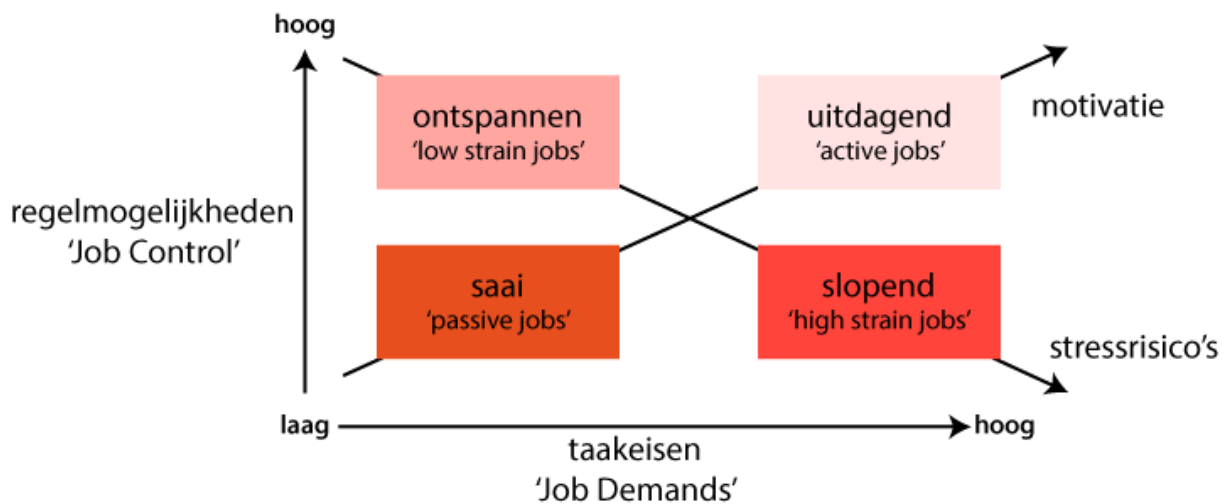 hoog
ontspannen
'low strain jobs'
uitdagend
'active jobs'
motivatie
regelmogelijkheden
'Job Control'
saai
'passive jobs'
slopend
'high strain jobs'
stressrisico's
laag
hoog
taakeisen
'Job Demands'